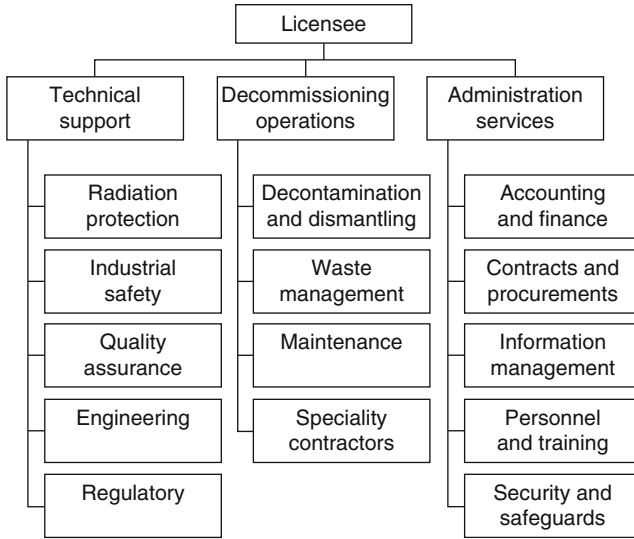 Licensee
Technical
support
Decommissioning
operations
Administration
services
Radiation
protection
Industrial
safety
Quality
assurance
Engineering
Regulatory
Decontamination
and dismantling
Waste
management
Maintenance
Speciality
contractors
Accounting
and finance
Contracts and
procurements
Information
management
Personnel
and training
Security and
safeguards